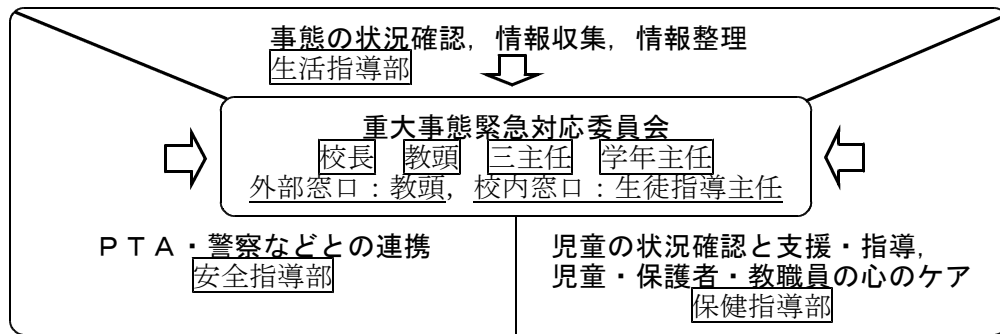 事態の状況確認，情報収集，情報整理
生活指導部
重大事態緊急対応委員会
校長 教頭 三主任 学年主任
外部窓口：教頭，校内窓口：生徒指導主任
ＰＴＡ・警察などとの連携
安全指導部
児童の状況確認と支援・指導，
児童・保護者・教職員の心のケア
保健指導部